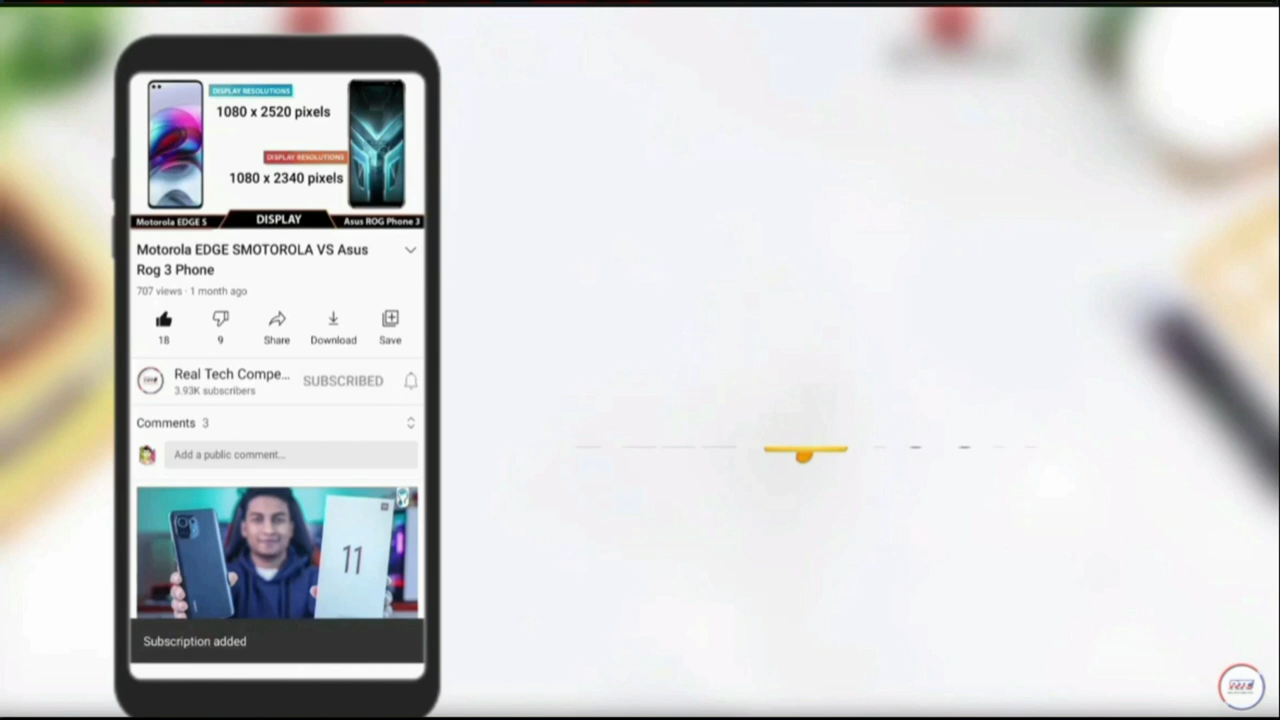 DISPLAY RESOLUTIONS
1080 x 2520 pixels
DISPLAY RESOLUTIONS
1080 x 2340 pixels
Motorola EDGE S
DISPLAY
Asus ROG Phone 3
Motorola EDGE SMOTOROLA VS Asus
Rog 3 Phone
707 views · 1 month ago
18
9
Share
Download
Save
Real Tech Compe...
SUBSCRIBED
3.93K subscribers
Comments 3
Add a public comment...
11
Subscription added